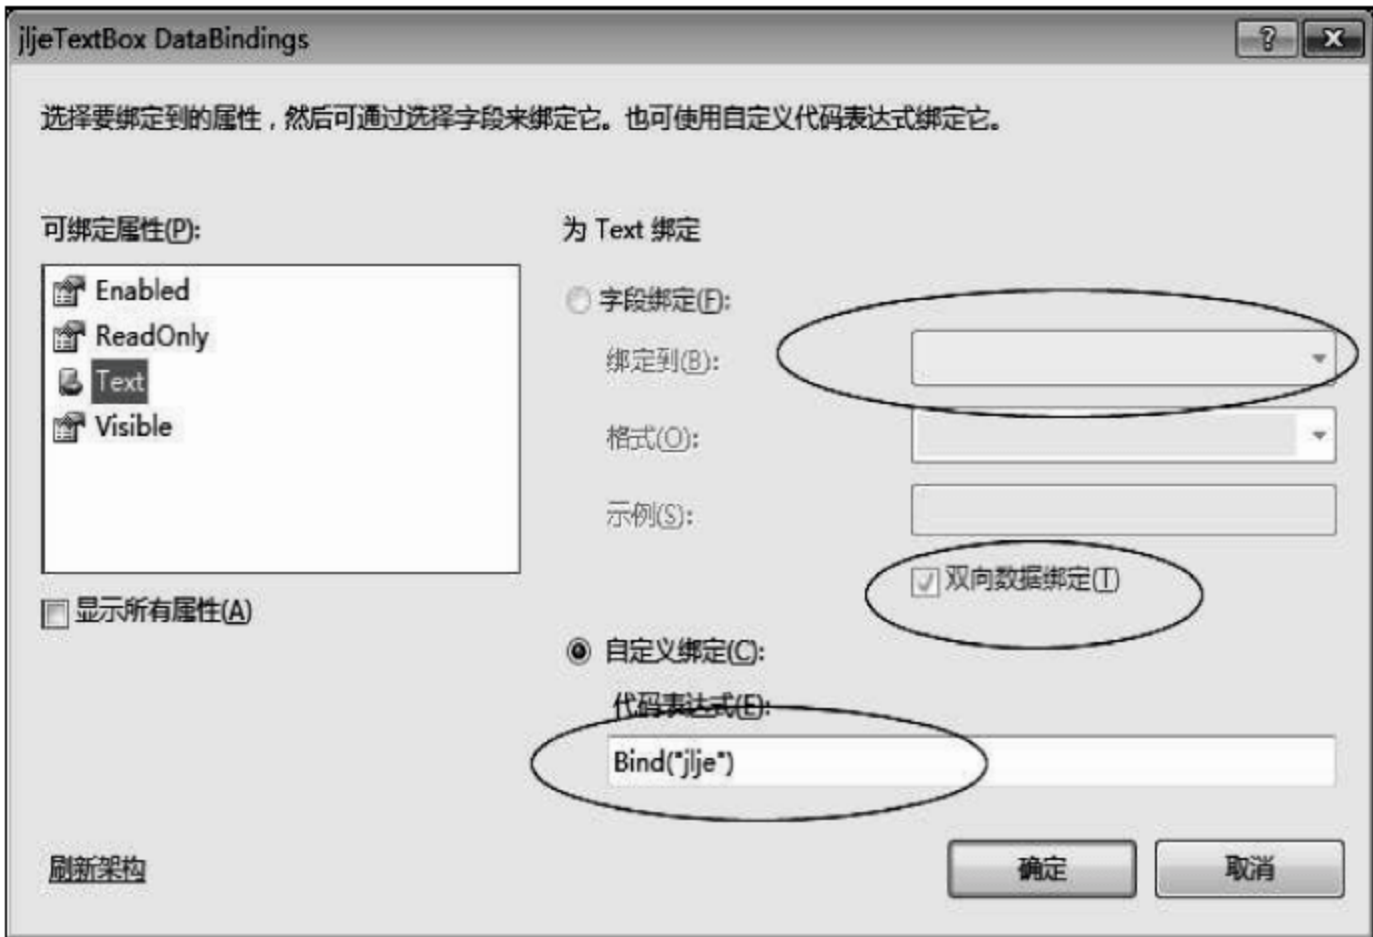 jljeTextBox DataBindings
选择要绑定到的属性，然后可通过选择字段来绑定它。也可使用自定义代码表达式绑定它。
可绑定属性(P):
Enabled
ReadOnly
Text
Visible
显示所有属性(A)
为 Text 绑定
字段绑定(F):
绑定到(B):
格式(O):
示例(S):
双向数据绑定(T)
自定义绑定(C):
代码表达式(E):
Bind("jlje")
刷新架构
确定
取消